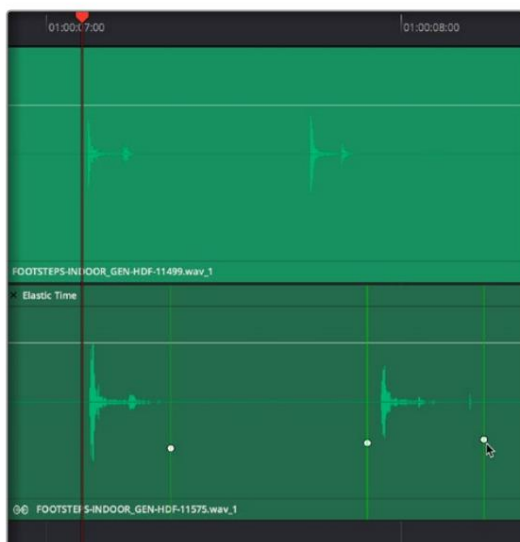 01:00:07:00
01:00:08:00
FOOTSTEPS-INDOOR_GEN-HDF-11499.wav_1
× Elastic Time
FOOTSTEPS-INDOOR_GEN-HDF-11575.wav_1